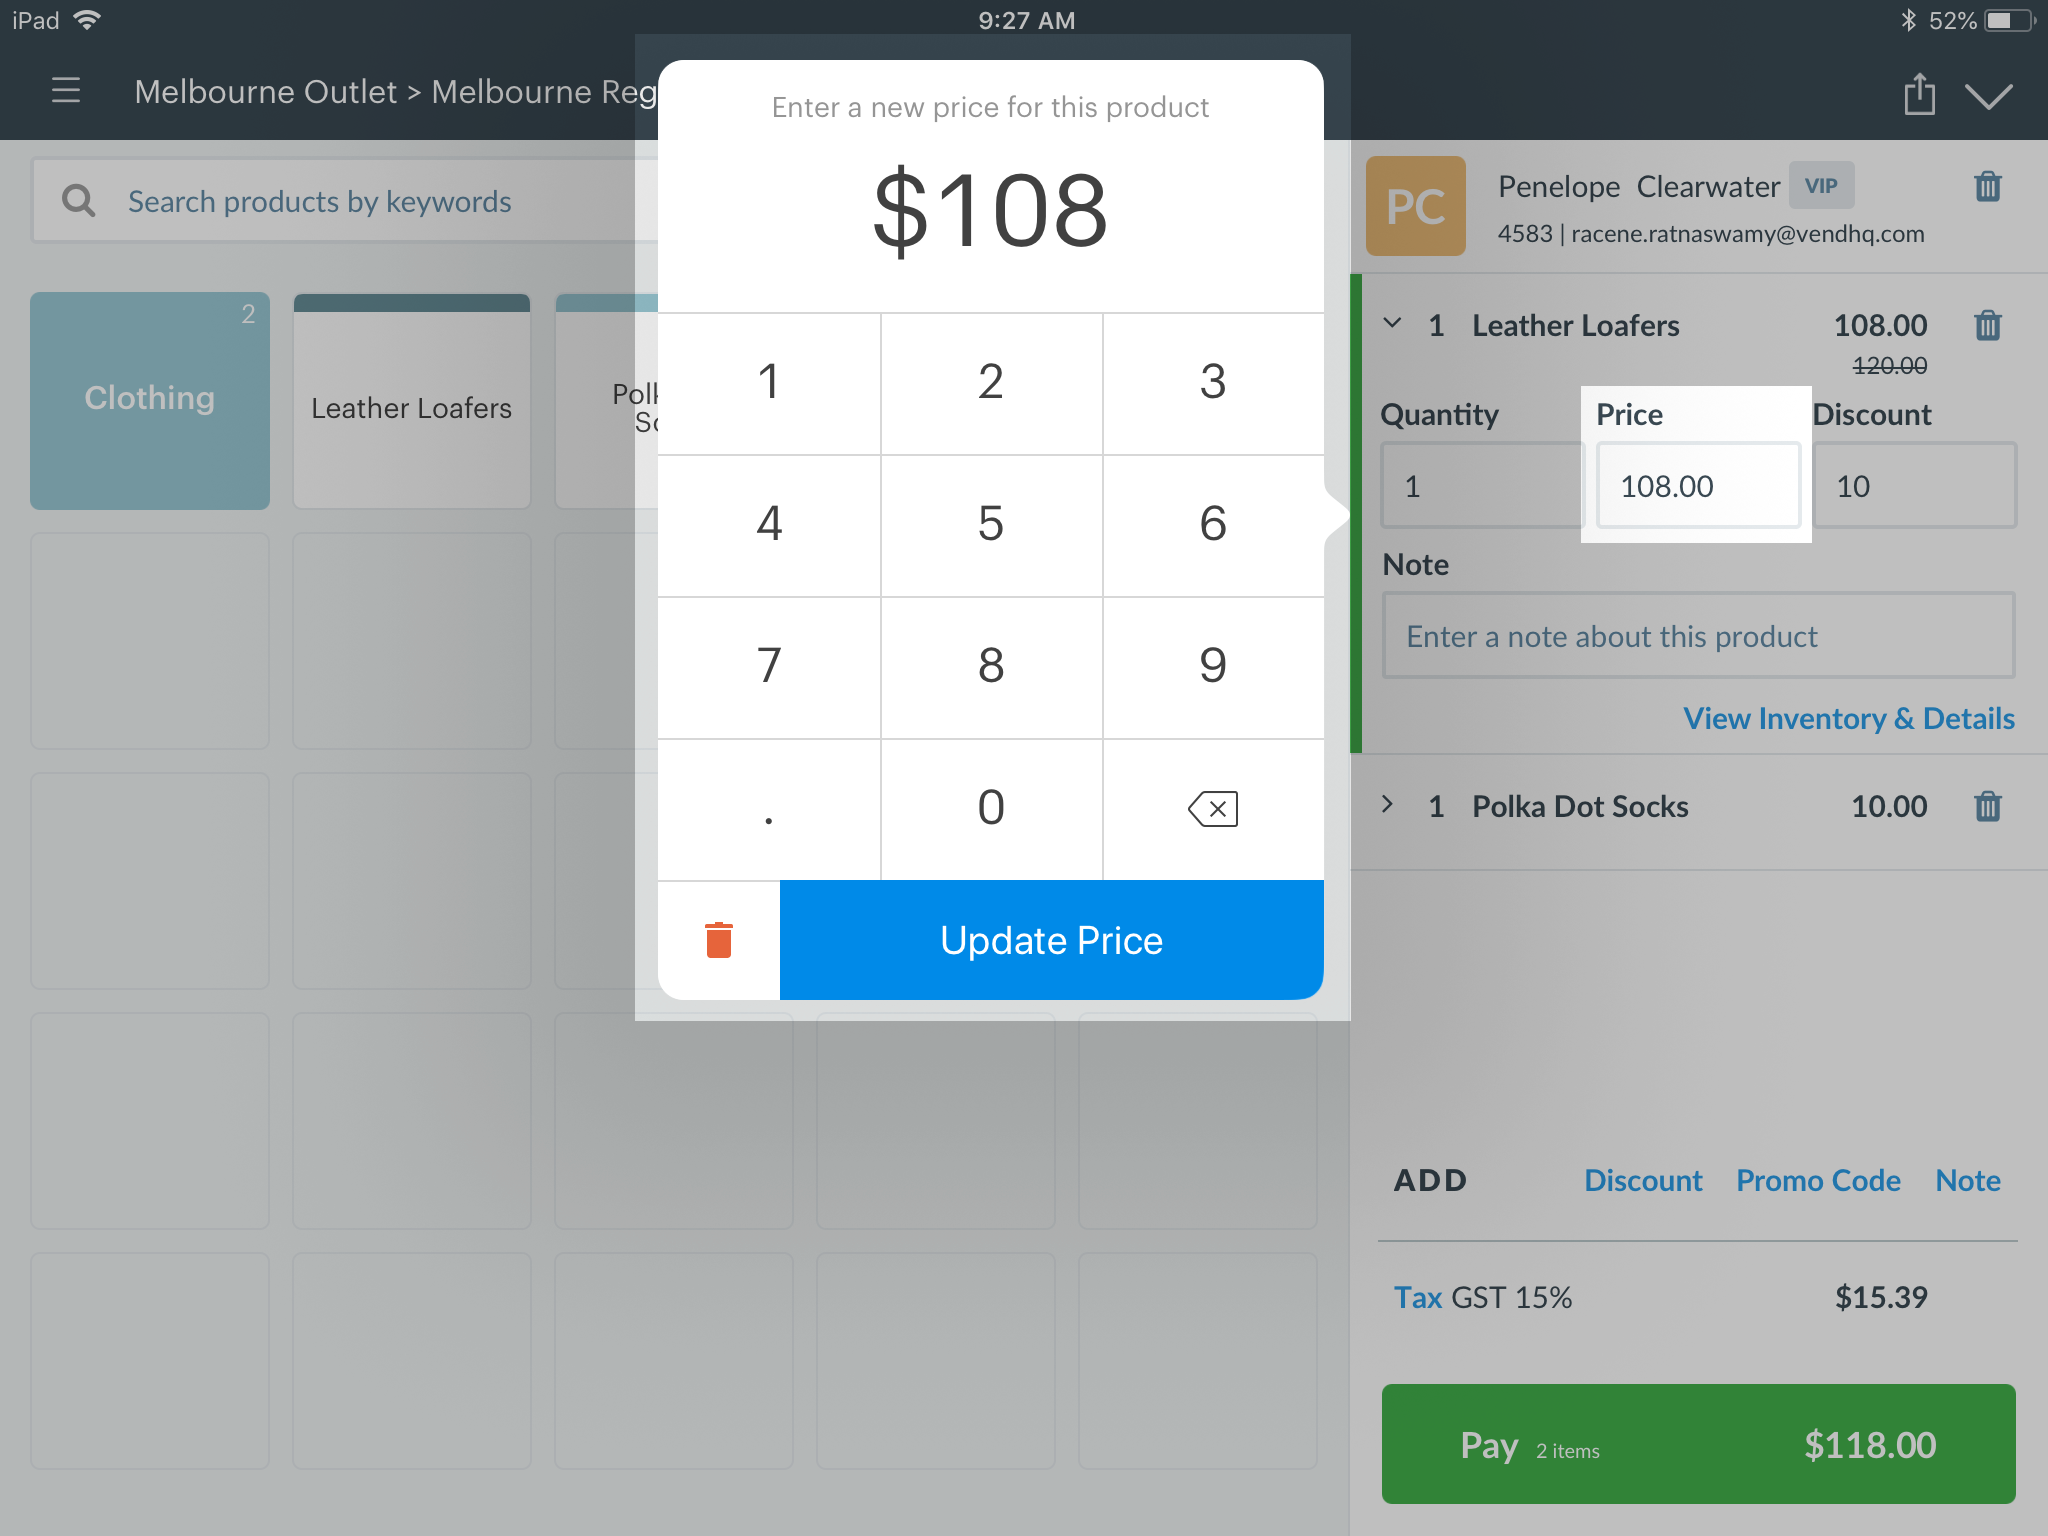 iPad
9:27 AM
52%
Melbourne Outlet > Melbourne Reg
Enter a new price for this product
$108
1 2 3
4 5 6
7 8 9
. 0
Update Price
Search products by keywords
Clothing
2
Leather Loafers
PC
Penelope Clearwater VIP
4583 | racene.ratnaswamy@vendhq.com
1 Leather Loafers 108.00
120.00
Quantity Price Discount
1 108.00 10
Note
Enter a note about this product
View Inventory & Details
1 Polka Dot Socks 10.00
ADD Discount Promo Code Note
Tax GST 15% $15.39
Pay 2 items $118.00